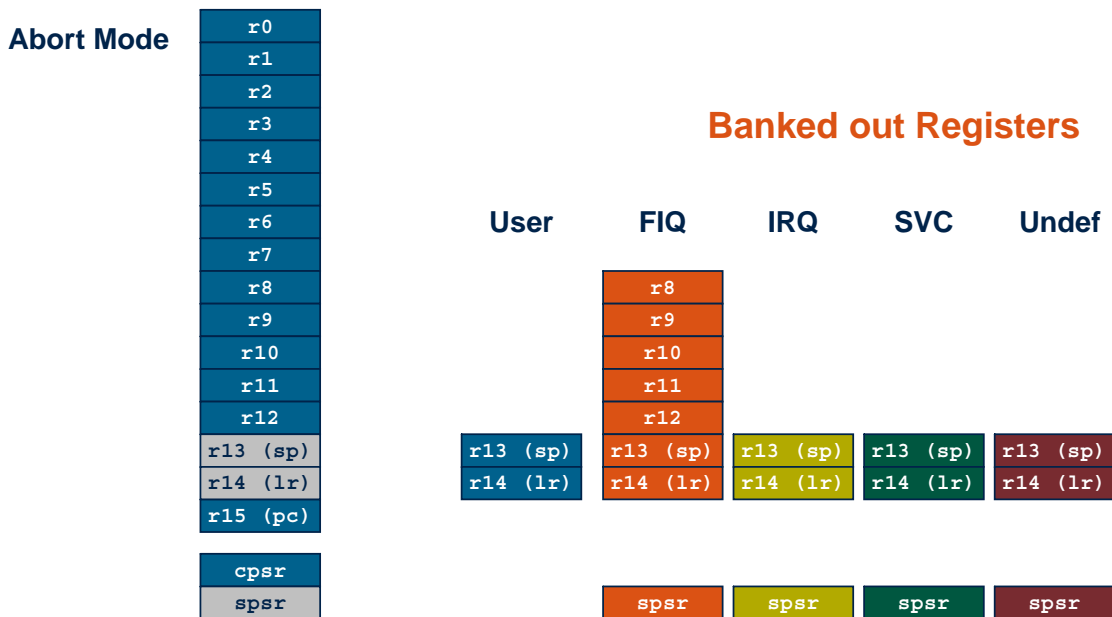 Abort Mode
r0
r1
r2
r3
r4
r5
r6
r7
r8
r9
r10
r11
r12
r13 (sp)
r14 (lr)
r15 (pc)
cpsr
spsr
Banked out Registers
User FIQ IRQ SVC Undef
r8
r9
r10
r11
r12
r13 (sp) r13 (sp) r13 (sp) r13 (sp) r13 (sp)
r14 (lr) r14 (lr) r14 (lr) r14 (lr) r14 (lr)
spsr spsr spsr spsr